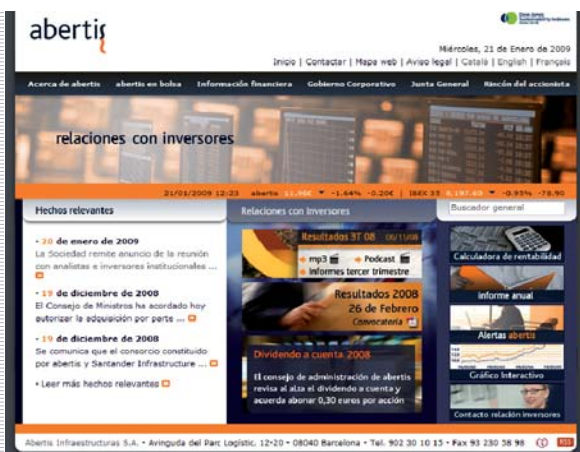 abertis
Miércoles, 21 de Enero de 2009
Inicio | Contactar | Mapa web | Aviso legal | Català | English | Français
Acerca de abertis abertis en bolsa Información financiera Gobierno Corporativo Junta General Rincón del accionista
relaciones con inversores
21/01/2009 12:23 abertis 11,96€ ▼ -1.64% -0.20€ | IBEX 35 8,197.60 ▼ -0.95% -78.90
Hechos relevantes
Relaciones con Inversores
Buscador general
• 20 de enero de 2009
La Sociedad remite anuncio de la reunión
con analistas e inversores institucionales ...
• 19 de diciembre de 2008
El Consejo de Ministros ha acordado hoy
autorizar la adquisición por parte ...
• 19 de diciembre de 2008
Se comunica que el consorcio constituido
por abertis y Santander Infrastructure ...
• Leer más hechos relevantes
Resultados 3T 08 06/11/08
mp3 Podcast
Informes tercer trimestre
Resultados 2008
26 de Febrero
Convocatoria
Dividendo a cuenta 2008
El consejo de administración de abertis
revisa al alza el dividendo a cuenta y
acuerda abonar 0,30 euros por acción
Calculadora de rentabilidad
Informe anual
Alertas abertis
Gráfico Interactivo
Contacto relación inversores
Abertis Infraestructuras S.A. • Avinguda del Parc Logístic, 12-20 • 08040 Barcelona • Tel. 902 30 10 15 • Fax 93 230 58 98
RSS